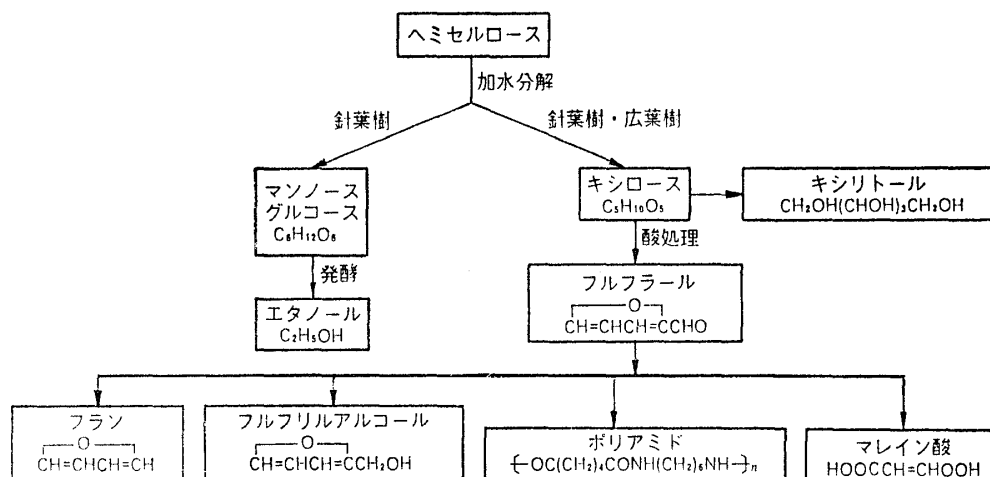 ヘミセルロース
加水分解
針葉樹
針葉樹・広葉樹
マンノース
グルコース
C₆H₁₂O₆
キシロース
C₅H₁₀O₅
キシリトール
CH₂OH(CHOH)₃CH₂OH
発酵
酸処理
エタノール
C₂H₅OH
フルフラール
O
CH=CHCH=CCHO
フラン
O
CH=CHCH=CH
フルフリルアルコール
O
CH=CHCH=CCH₂OH
ポリアミド
{OC(CH₂)₄CONH(CH₂)₆NH}n
マレイン酸
HOOCCH=CHOOH